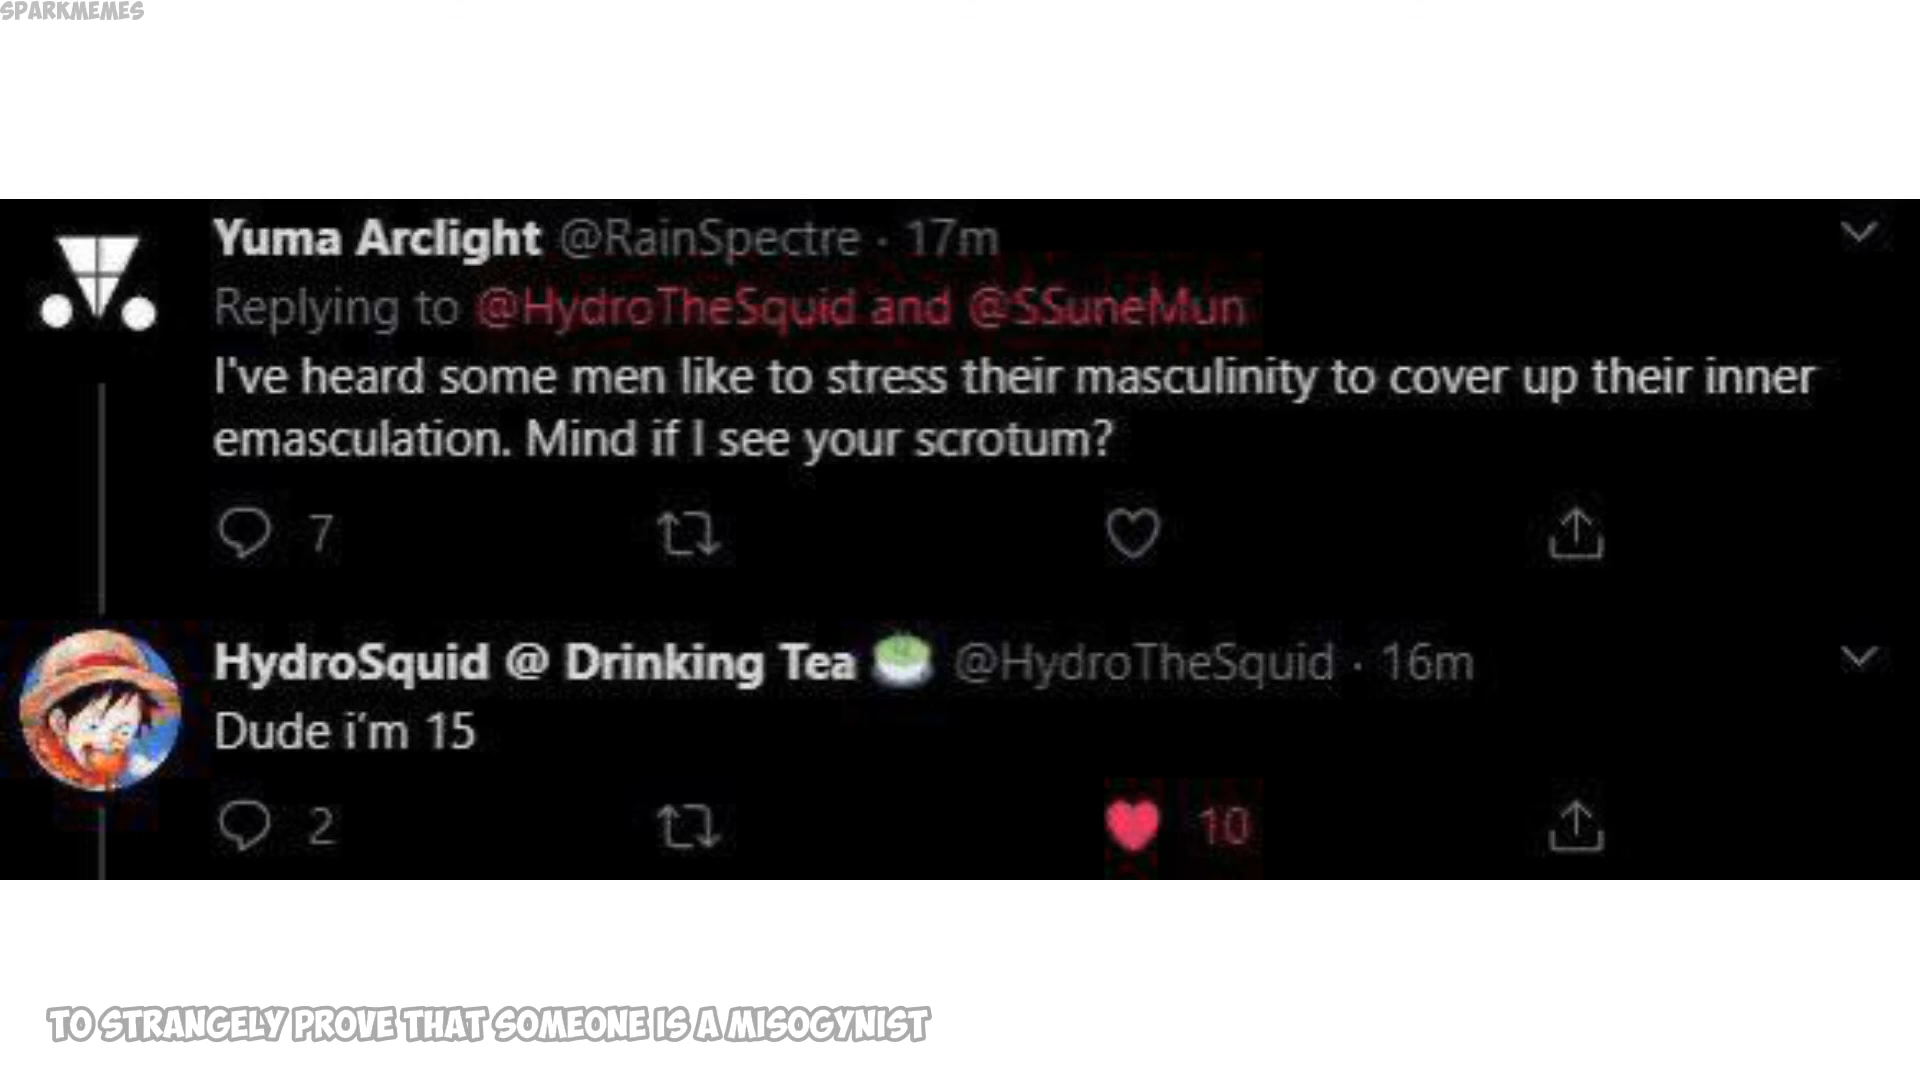 SPARKMEMES
Yuma Arclight @RainSpectre · 17m
Replying to @HydroTheSquid and @SSuneMun
I've heard some men like to stress their masculinity to cover up their inner
emasculation. Mind if I see your scrotum?
7
HydroSquid @ Drinking Tea 🍵 @HydroTheSquid · 16m
Dude i'm 15
2 10
TO STRANGELY PROVE THAT SOMEONE IS A MISOGYNIST